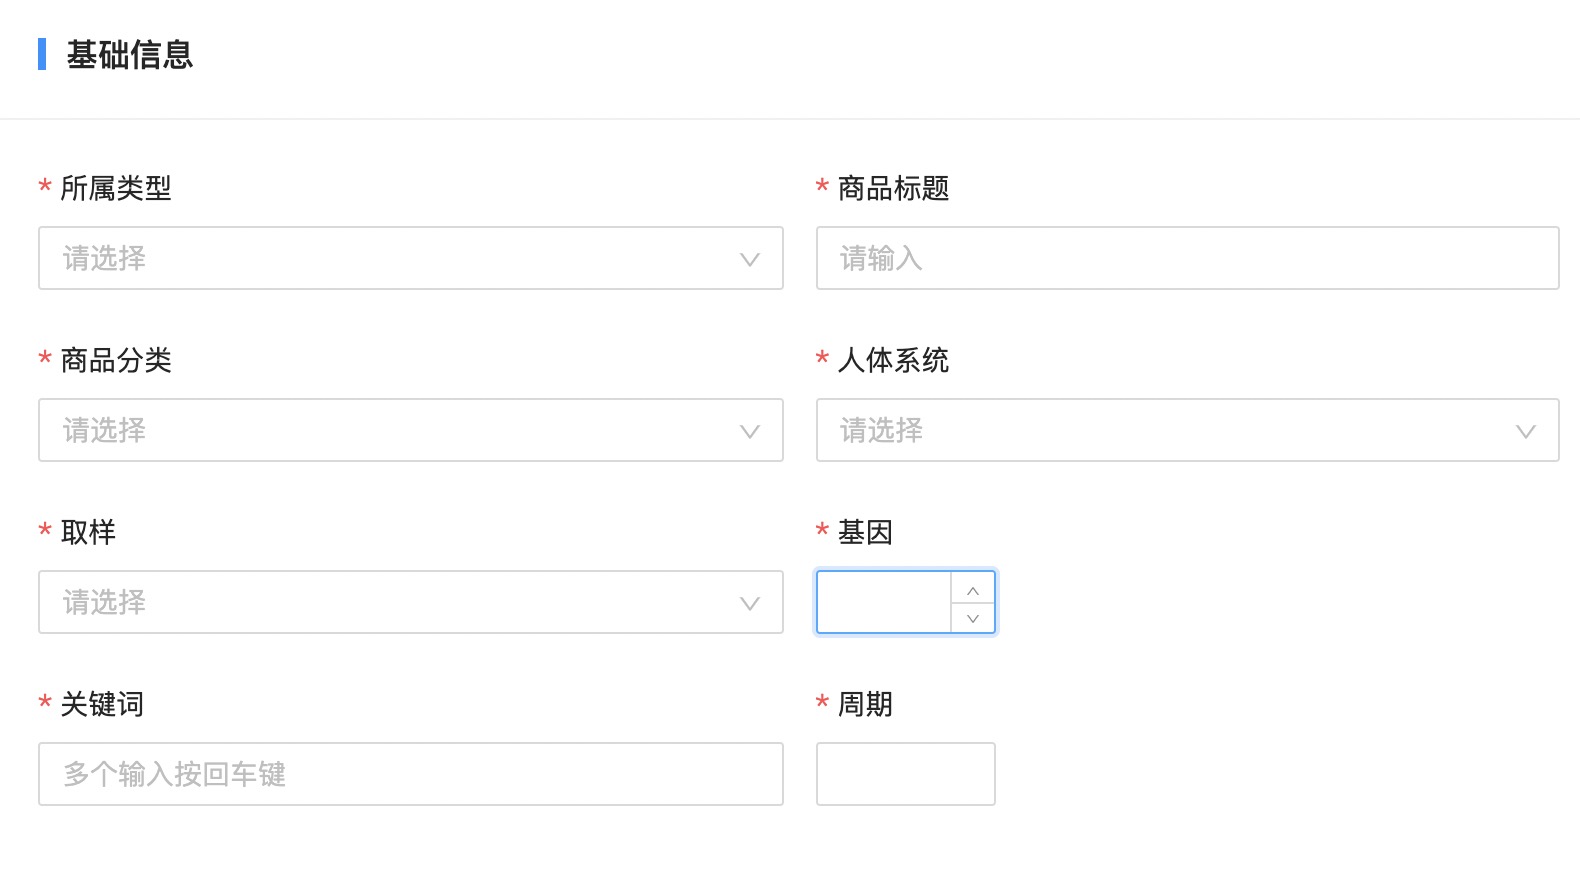 基础信息
* 所属类型
* 商品标题
请选择
请输入
* 商品分类
* 人体系统
请选择
请选择
* 取样
* 基因
请选择
* 关键词
* 周期
多个输入按回车键